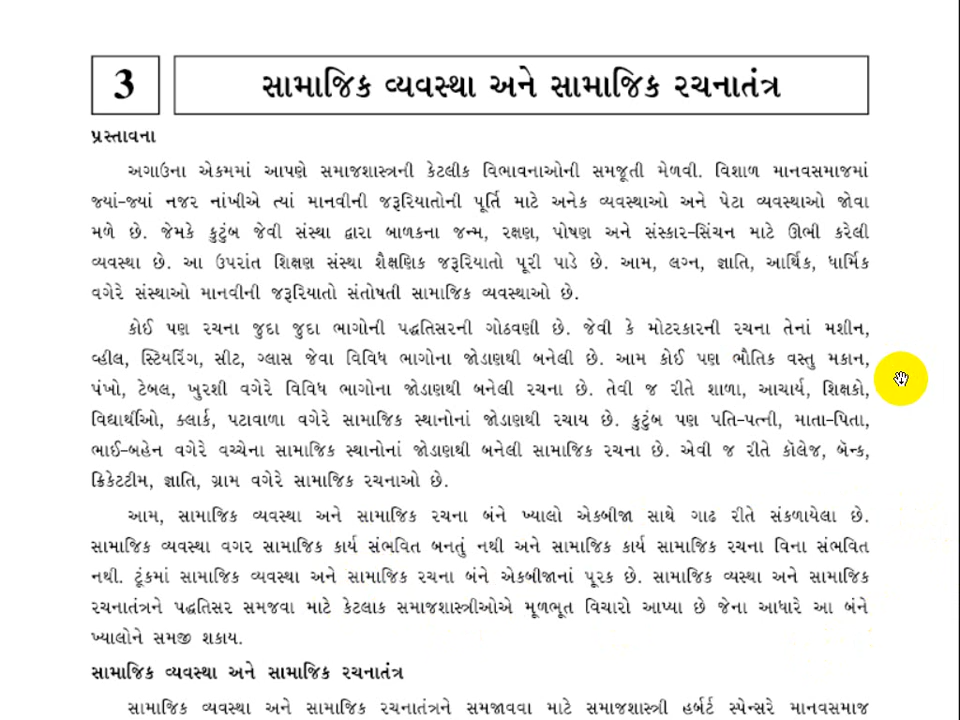 3
સામાજિક વ્યવસ્થા અને સામાજિક રચનાતંત્ર
પ્રસ્તાવના
અગાઉના એકમમાં આપણે સમાજશાસ્ત્રની કેટલીક વિભાવનાઓની સમજૂતી મેળવી. વિશાળ માનવસમાજમાં
જ્યાં-જ્યાં નજર નાંખીએ ત્યાં માનવીની જરૂરિયાતોની પૂર્તિ માટે અનેક વ્યવસ્થાઓ અને પેટા વ્યવસ્થાઓ જોવા
મળે છે. જેમકે કુટુંબ જેવી સંસ્થા દ્વારા બાળકના જન્મ, રક્ષણ, પોષણ અને સંસ્કાર-સિંચન માટે ઊભી કરેલી
વ્યવસ્થા છે. આ ઉપરાંત શિક્ષણ સંસ્થા શૈક્ષણિક જરૂરિયાતો પૂરી પાડે છે. આમ, લગ્ન, જ્ઞાતિ, આર્થિક, ધાર્મિક
વગેરે સંસ્થાઓ માનવીની જરૂરિયાતો સંતોષતી સામાજિક વ્યવસ્થાઓ છે.
કોઈ પણ રચના જુદા જુદા ભાગોની પદ્ધતિસરની ગોઠવણી છે. જેવી કે મોટરકારની રચના તેનાં મશીન,
વ્હીલ, સ્ટિયરિંગ, સીટ, ગ્લાસ જેવા વિવિધ ભાગોના જોડાણથી બનેલી છે. આમ કોઈ પણ ભૌતિક વસ્તુ મકાન,
પંખો, ટેબલ, ખુરશી વગેરે વિવિધ ભાગોના જોડાણથી બનેલી રચના છે. તેવી જ રીતે શાળા, આચાર્ય, શિક્ષકો,
વિદ્યાર્થીઓ, ક્લાર્ક, પટાવાળા વગેરે સામાજિક સ્થાનોનાં જોડાણથી રચાય છે. કુટુંબ પણ પતિ-પત્ની, માતા-પિતા,
ભાઈ-બહેન વગેરે વચ્ચેના સામાજિક સ્થાનોનાં જોડાણથી બનેલી સામાજિક રચના છે. એવી જ રીતે કૉલેજ, બૅન્ક,
ક્રિકેટટીમ, જ્ઞાતિ, ગ્રામ વગેરે સામાજિક રચનાઓ છે.
આમ, સામાજિક વ્યવસ્થા અને સામાજિક રચના બંને ખ્યાલો એકબીજા સાથે ગાઢ રીતે સંકળાયેલા છે.
સામાજિક વ્યવસ્થા વગર સામાજિક કાર્ય સંભવિત બનતું નથી અને સામાજિક કાર્ય સામાજિક રચના વિના સંભવિત
નથી. ટૂંકમાં સામાજિક વ્યવસ્થા અને સામાજિક રચના બંને એકબીજાનાં પૂરક છે. સામાજિક વ્યસ્થા અને સામાજિક
રચનાતંત્રને પદ્ધતિસર સમજવા માટે કેટલાક સમાજશાસ્ત્રીઓએ મૂળભૂત વિચારો આપ્યા છે જેના આધારે આ બંને
ખ્યાલોને સમજી શકાય.
સામાજિક વ્યવસ્થા અને સામાજિક રચનાતંત્ર
સામાજિક વ્યવસ્થા અને સામાજિક રચનાતંત્રને સમજાવવા માટે સમાજશાસ્ત્રી હર્બર્ટ સ્પેન્સરે માનવસમાજ